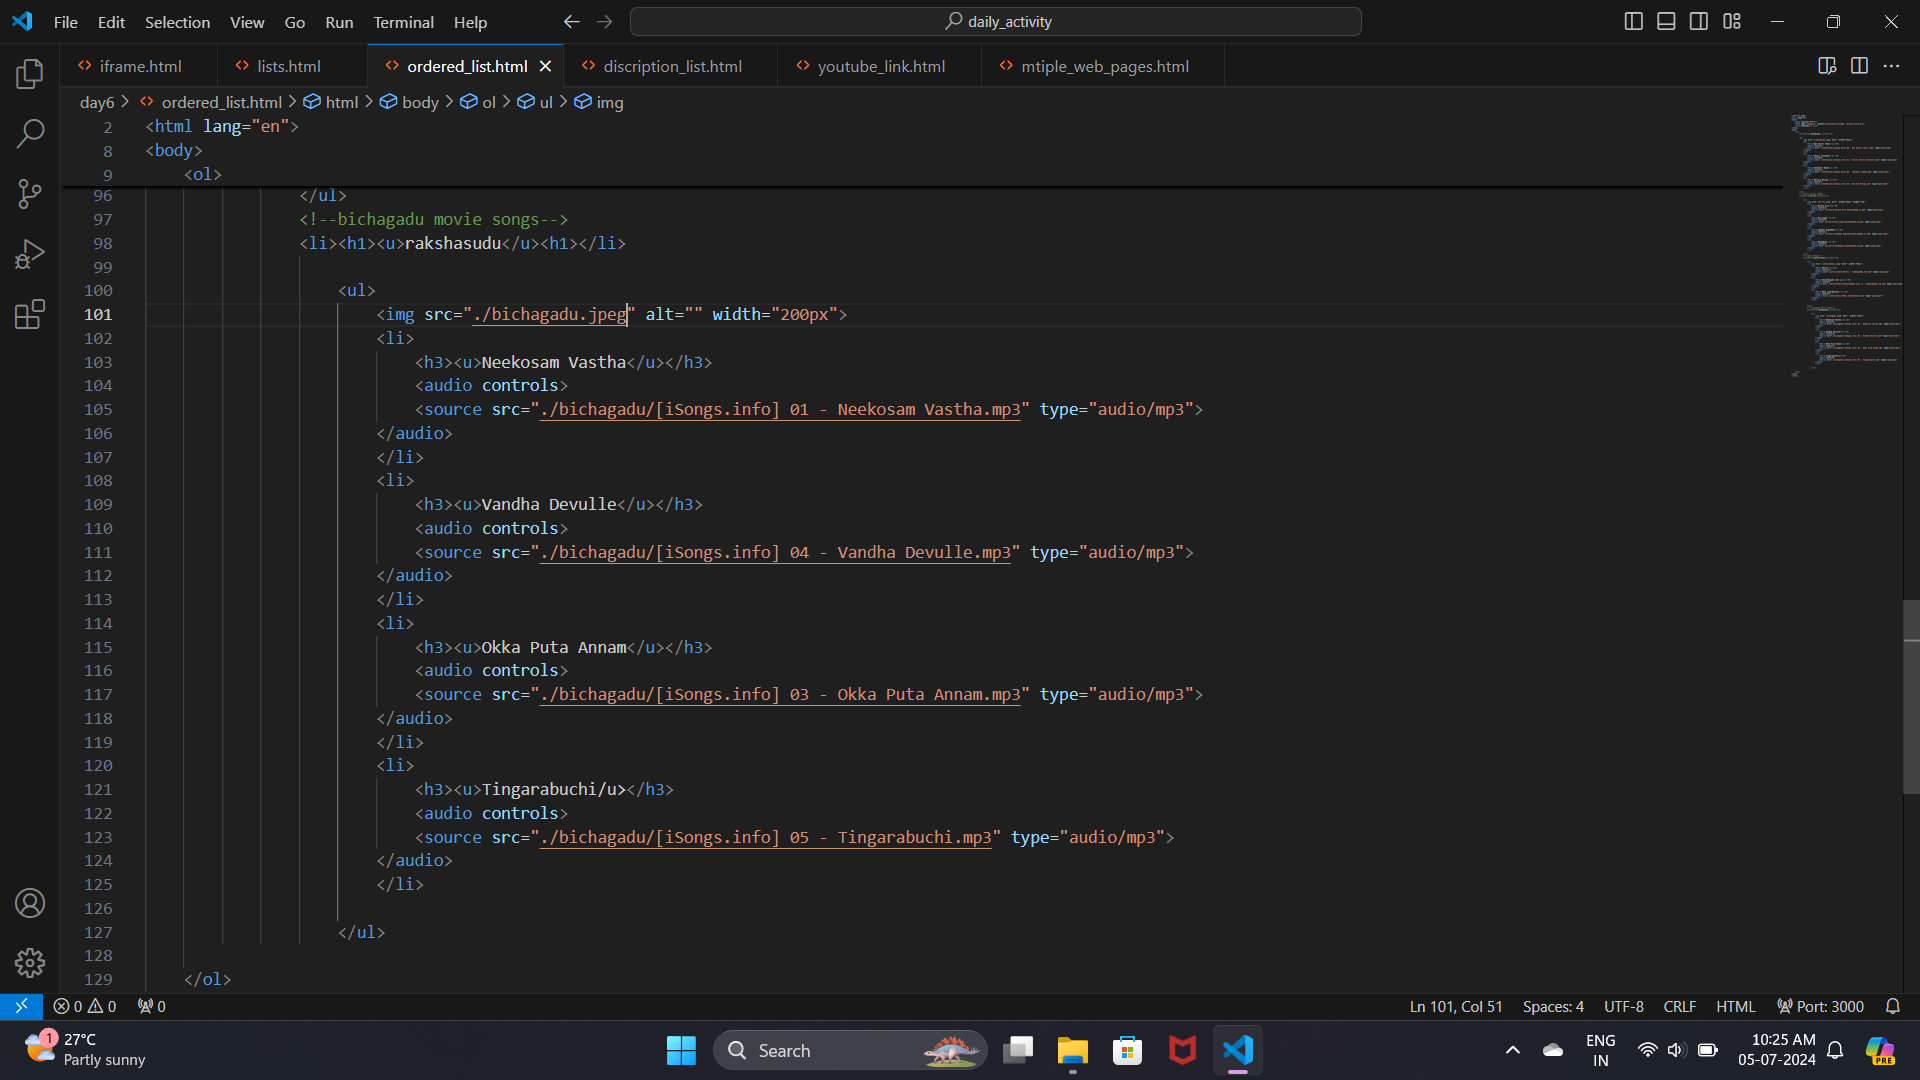 File Edit Selection View Go Run Terminal Help daily_activity
iframe.html lists.html ordered_list.html discription_list.html youtube_link.html mtiple_web_pages.html
day6 > ordered_list.html > html > body > ol > ul > img
2 <html lang="en">
8 <body>
9 <ol>
96 </ul>
97 <!--bichagadu movie songs-->
98 <li><h1><u>rakshasudu</u><h1></li>
99
100 <ul>
101 <img src="./bichagadu.jpeg" alt="" width="200px">
102 <li>
103 <h3><u>Neekosam Vastha</u></h3>
104 <audio controls>
105 <source src="./bichagadu/[iSongs.info] 01 - Neekosam Vastha.mp3" type="audio/mp3">
106 </audio>
107 </li>
108 <li>
109 <h3><u>Vandha Devulle</u></h3>
110 <audio controls>
111 <source src="./bichagadu/[iSongs.info] 04 - Vandha Devulle.mp3" type="audio/mp3">
112 </audio>
113 </li>
114 <li>
115 <h3><u>Okka Puta Annam</u></h3>
116 <audio controls>
117 <source src="./bichagadu/[iSongs.info] 03 - Okka Puta Annam.mp3" type="audio/mp3">
118 </audio>
119 </li>
120 <li>
121 <h3><u>Tingarabuchi/u></h3>
122 <audio controls>
123 <source src="./bichagadu/[iSongs.info] 05 - Tingarabuchi.mp3" type="audio/mp3">
124 </audio>
125 </li>
126
127 </ul>
128
129 </ol>
0 0 0 Ln 101, Col 51 Spaces: 4 UTF-8 CRLF HTML Port: 3000
1 27°C
Partly sunny
Search
ENG
IN
10:25 AM
05-07-2024
PRE